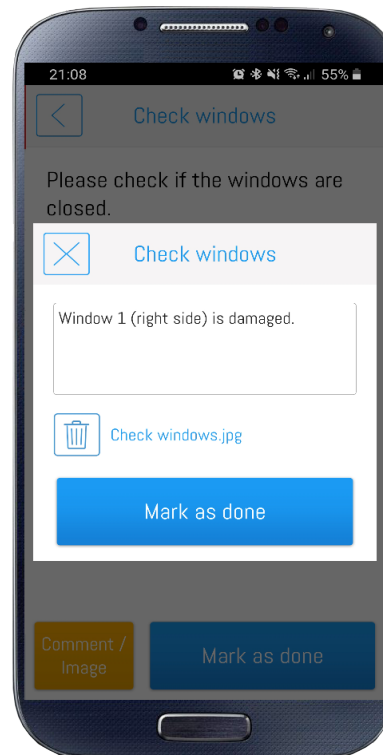 21:08 55%
Check windows
Please check if the windows are
closed.
Check windows
Window 1 (right side) is damaged.
Check windows.jpg
Mark as done
Comment /
Image
Mark as done